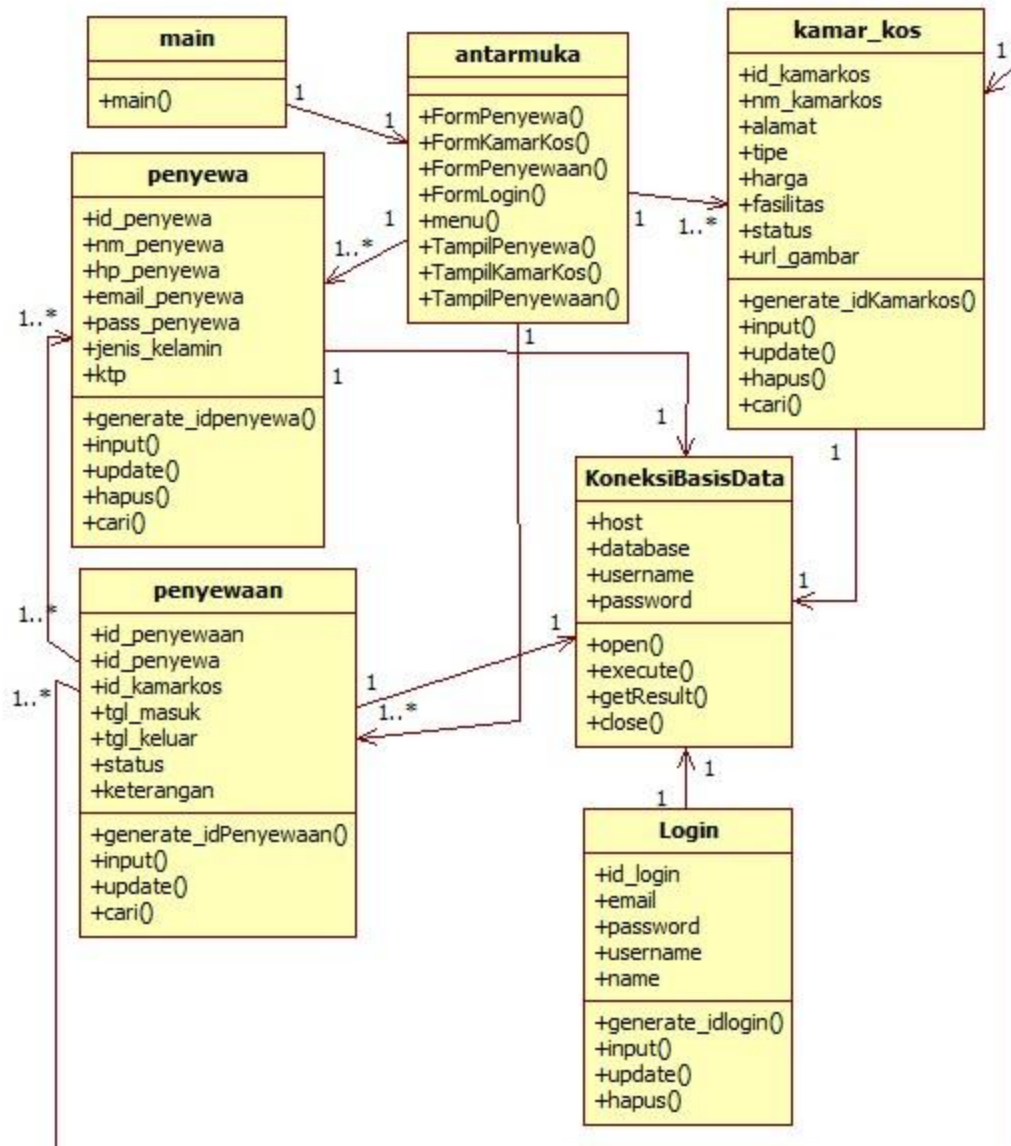 main
+main()
1
1
antarmuka
+FormPenyewa()
+FormKamarKos()
+FormPenyewaan()
+FormLogin()
+menu()
+TampilPenyewa()
+TampilKamarKos()
+TampilPenyewaan()
1
1..*
1
1..*
1
kamar_kos
+id_kamarkos
+nm_kamarkos
+alamat
+tipe
+harga
+fasilitas
+status
+url_gambar
+generate_idKamarkos()
+input()
+update()
+hapus()
+cari()
1
1
1
penyewa
+id_penyewa
+nm_penyewa
+hp_penyewa
+email_penyewa
+pass_penyewa
+jenis_kelamin
+ktp
+generate_idpenyewa()
+input()
+update()
+hapus()
+cari()
1..*
1
1
KoneksiBasisData
+host
+database
+username
+password
+open()
+execute()
+getResult()
+close()
1..*
1..*
penyewaan
+id_penyewaan
+id_penyewa
+id_kamarkos
+tgl_masuk
+tgl_keluar
+status
+keterangan
+generate_idPenyewaan()
+input()
+update()
+cari()
1
1
1..*
1
1
Login
+id_login
+email
+password
+username
+name
+generate_idlogin()
+input()
+update()
+hapus()